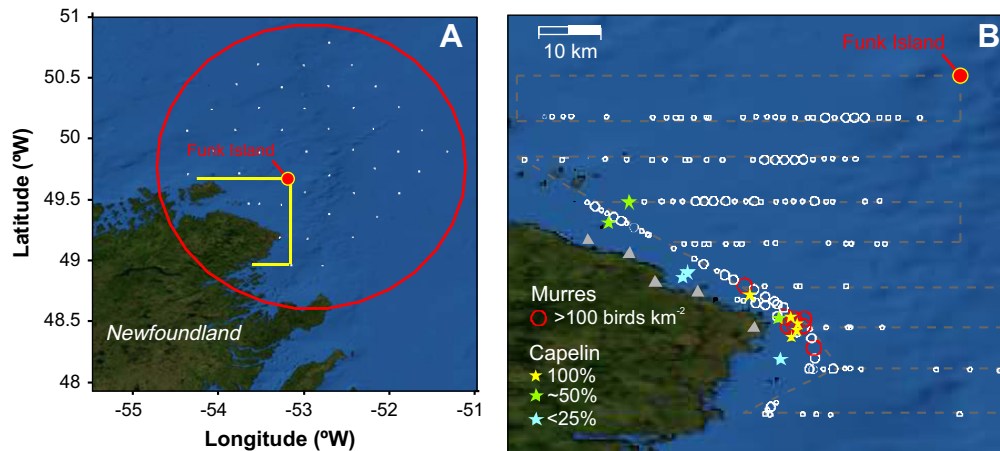 A
51
50.5
50
49.5
49
48.5
48
Latitude (ºW)
Funk Island
Newfoundland
-55
-54
-53
-52
-51
Longitude (ºW)
B
10 km
Funk Island
Murres
>100 birds km-2
Capelin
100%
~50%
<25%